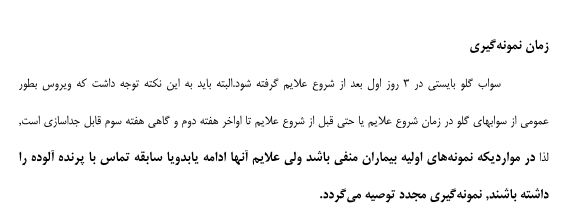 زمان نمونه‌گیری
سواب گلو بایستی در ۳ روز اول بعد از شروع علایم گرفته شود.البته باید به این نکته توجه داشت که ویروس بطور
عمومی از سوابهای گلو در زمان شروع علایم یا حتی قبل از شروع علایم تا اواخر هفته دوم و گاهی هفته سوم قابل جداسازی است,
لذا در مواردیکه نمونه‌های اولیه بیماران منفی باشد ولی علایم آنها ادامه یابدویا سابقه تماس با پرنده آلوده را
داشته باشند, نمونه‌گیری مجدد توصیه می‌گردد.